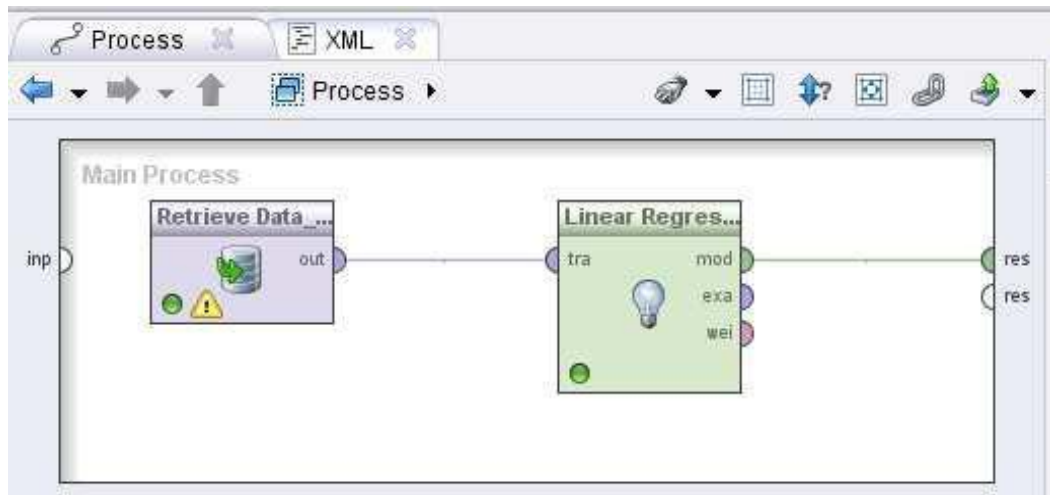 Process XML
Process
Main Process
Retrieve Data_... Linear Regres...
inp out tra mod res
exa res
wei